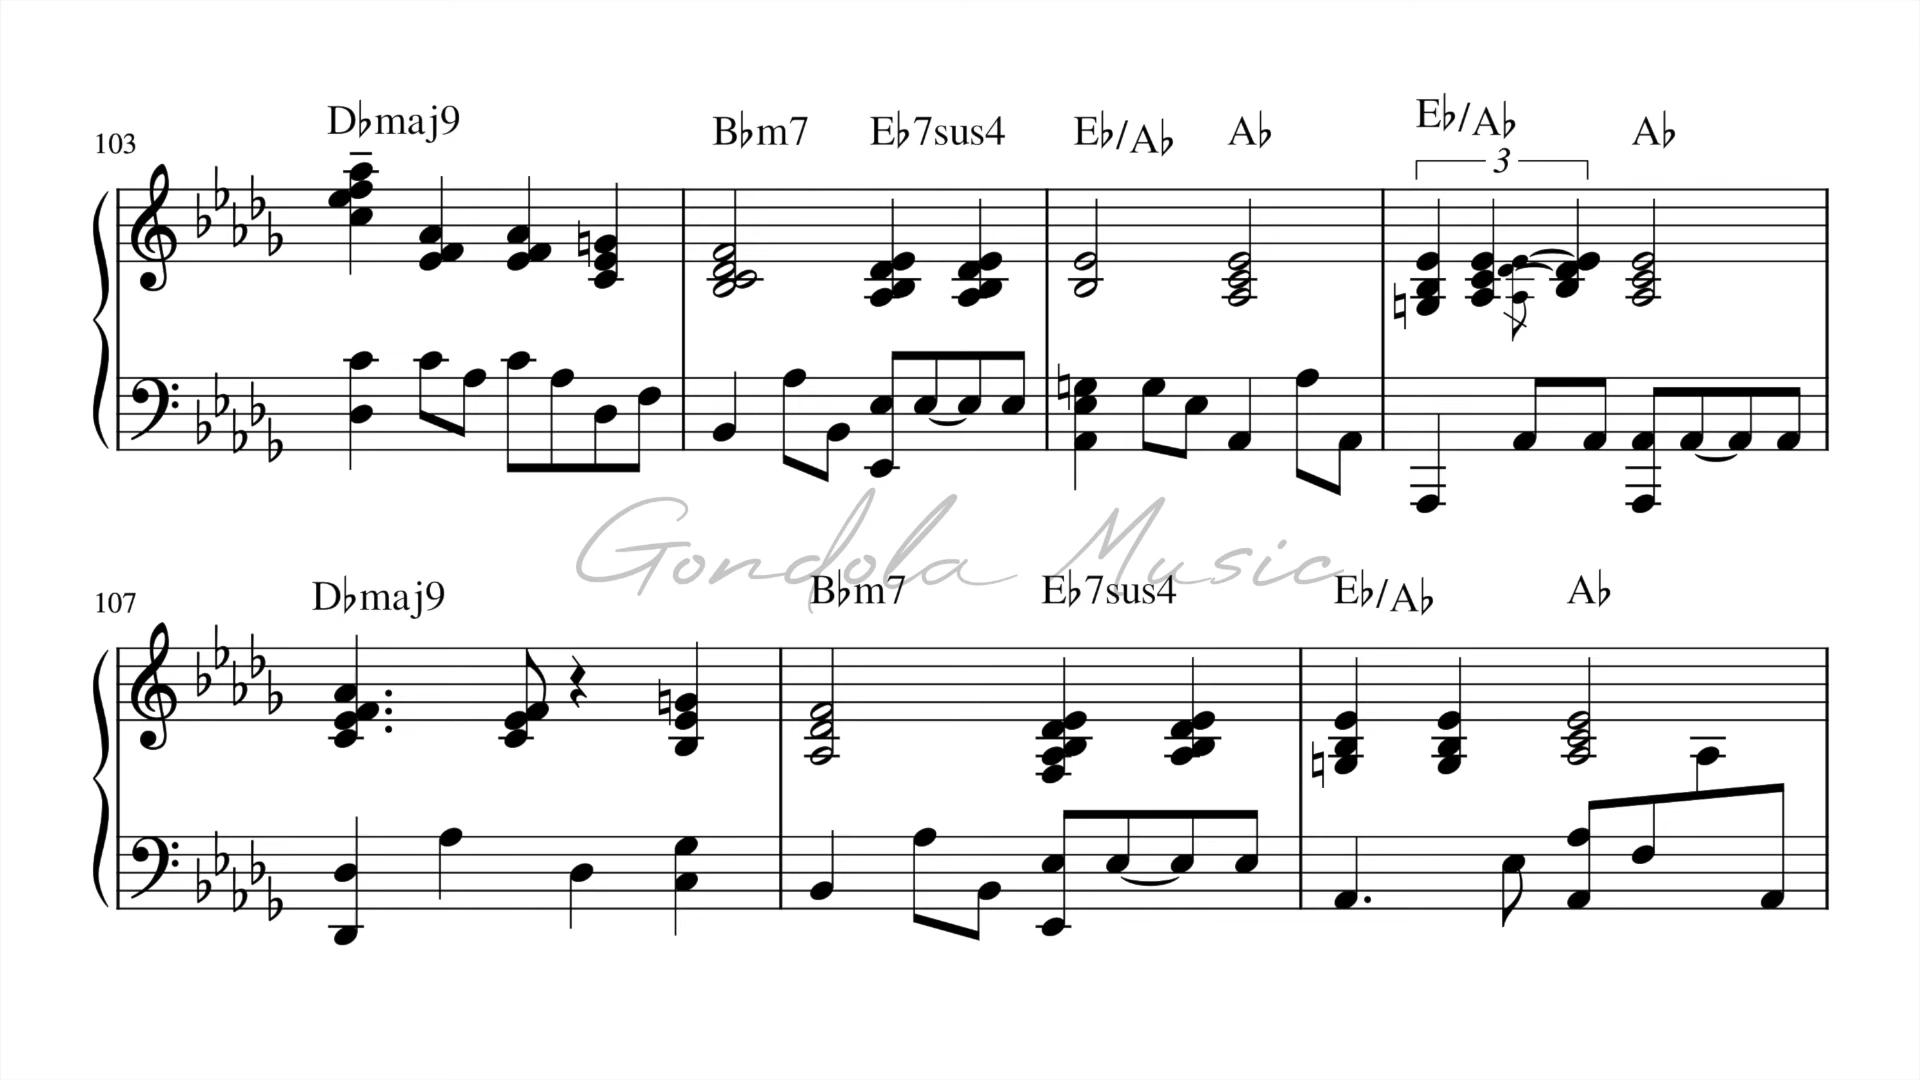 D♭maj9 B♭m7 E♭7sus4 E♭/A♭ A♭ E♭/A♭ A♭
103
3
Gondola Music
D♭maj9 B♭m7 E♭7sus4 E♭/A♭ A♭
107